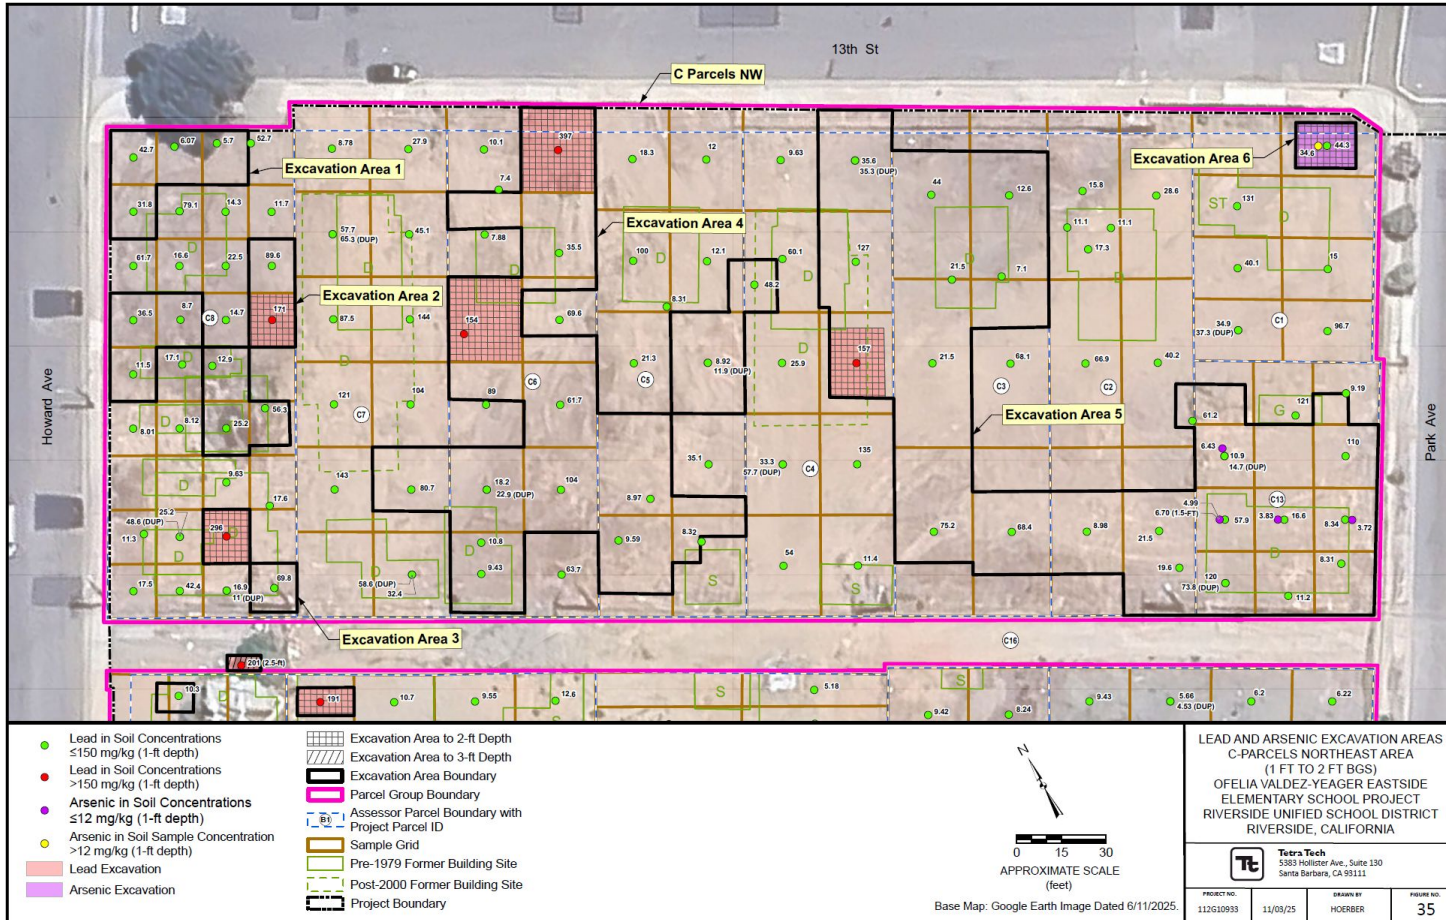 13th St
C Parcels NW
397
52.7
5.7
6.07
42.7
8.78
27.9
10.1
18.3
12
9.63
35.6
35.3 (DUP)
Excavation Area 6
34.6
44.3
Excavation Area 1
7.4
44
12.6
15.8
28.6
131
ST
D
31.8
79.1
14.3
11.7
57.7
65.3 (DUP)
45.1
7.88
35.5
Excavation Area 4
100
12.1
60.1
127
11.1
11.1
17.3
61.7
16.6
22.5
89.6
D
D
D
D
D
D
D
48.2
21.5
7.1
40.1
15
Excavation Area 2
36.5
8.7
C8
14.7
171
87.5
144
154
69.6
8.31
34.9
37.3 (DUP)
C1
96.7
11.5
17.1
12.9
D
D
21.3
8.92
11.9 (DUP)
25.9
D
157
21.5
68.1
66.9
40.2
C6
C5
C3
C2
Howard Ave
Park Ave
8.01
D
8.12
25.2
56.3
121
C7
104
89
61.7
Excavation Area 5
61.2
G
121
9.19
6.43
10.9
14.7 (DUP)
110
9.63
D
17.6
143
80.7
18.2
22.9 (DUP)
104
35.1
8.97
33.3
57.7 (DUP)
C4
135
4.99
6.70 (1.5-FT)
57.9
3.83
16.6
C13
8.34
3.72
25.2
48.6 (DUP)
296
11.3
D
10.8
9.59
8.32
75.2
68.4
8.98
21.5
D
8.31
17.5
42.4
16.9
11 (DUP)
69.8
D
58.6 (DUP)
32.4
9.43
63.7
S
54
11.4
S
19.6
120
73.8 (DUP)
11.2
Excavation Area 3
C16
201 (2.5-ft)
10.3
D
191
10.7
9.55
12.6
S
S
5.18
S
9.42
8.24
9.43
5.66
4.53 (DUP)
6.2
6.22
Lead in Soil Concentrations
≤150 mg/kg (1-ft depth)
Lead in Soil Concentrations
>150 mg/kg (1-ft depth)
Arsenic in Soil Concentrations
≤12 mg/kg (1-ft depth)
Arsenic in Soil Sample Concentration
>12 mg/kg (1-ft depth)
Lead Excavation
Arsenic Excavation
Excavation Area to 2-ft Depth
Excavation Area to 3-ft Depth
Excavation Area Boundary
Parcel Group Boundary
B1
Assessor Parcel Boundary with
Project Parcel ID
Sample Grid
Pre-1979 Former Building Site
Post-2000 Former Building Site
Project Boundary
N
0 15 30
APPROXIMATE SCALE
(feet)
Base Map: Google Earth Image Dated 6/11/2025.
LEAD AND ARSENIC EXCAVATION AREAS
C-PARCELS NORTHEAST AREA
(1 FT TO 2 FT BGS)
OFELIA VALDEZ-YEAGER EASTSIDE
ELEMENTARY SCHOOL PROJECT
RIVERSIDE UNIFIED SCHOOL DISTRICT
RIVERSIDE, CALIFORNIA
Tt
Tetra Tech
5383 Hollister Ave., Suite 130
Santa Barbara, CA 93111
PROJECT NO.
112G10933
11/03/25
DRAWN BY
HOERBER
FIGURE NO.
35